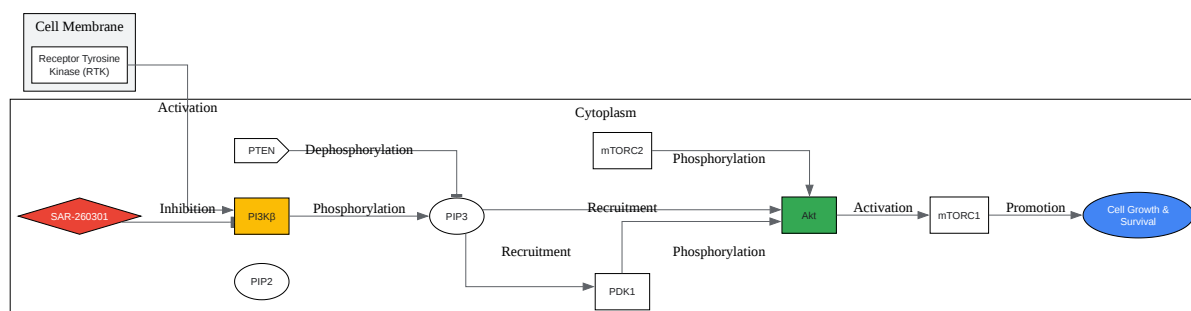 Cell Membrane
Receptor Tyrosine
Kinase (RTK)
Activation
Cytoplasm
PTEN
Dephosphorylation
mTORC2
Phosphorylation
SAR-260301
Inhibition
PI3Kβ
Phosphorylation
PIP3
Recruitment
Akt
Activation
mTORC1
Promotion
Cell Growth &
Survival
Recruitment
Phosphorylation
PIP2
PDK1